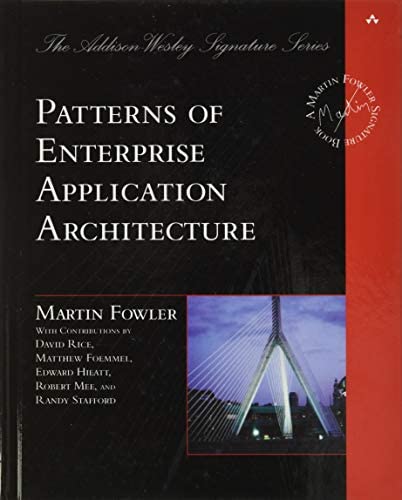 The Addison-Wesley Signature Series
PATTERNS OF
ENTERPRISE
APPLICATION
ARCHITECTURE
A MARTIN FOWLER SIGNATURE BOOK
Martin
MARTIN FOWLER
WITH CONTRIBUTIONS BY
DAVID RICE,
MATTHEW FOEMMEL,
EDWARD HIEATT,
ROBERT MEE, AND
RANDY STAFFORD